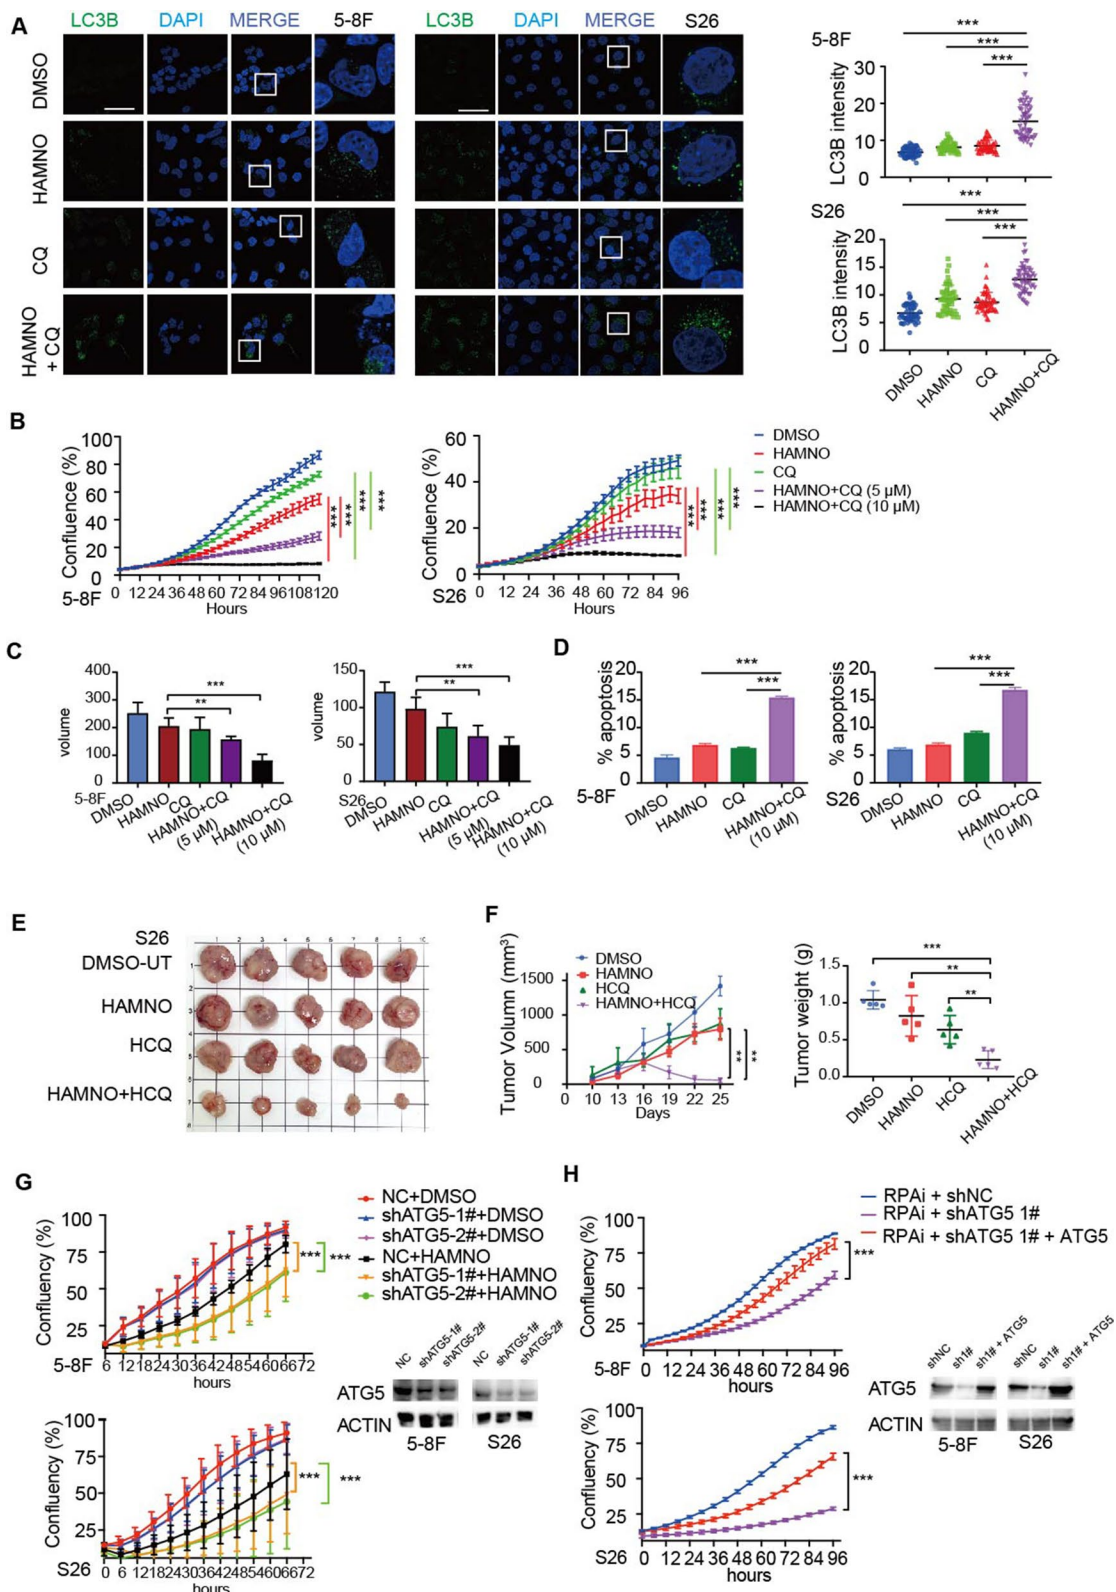 A
LC3B DAPI MERGE 5-8F
LC3B DAPI MERGE S26
DMSO
HAMNO
CQ
HAMNO
+ CQ
5-8F
***
***
***
LC3B intensity
30
20
10
0
S26
***
***
***
LC3B intensity
20
15
10
5
0
DMSO
HAMNO
CQ
HAMNO+CQ
B
Confluence (%)
100
80
60
40
20
0
0 12 24 36 48 60 72 84 96 108 120
5-8F
Hours
***
***
***
***
Confluence (%)
60
40
20
0
0 12 24 36 48 60 72 84 96
S26
Hours
***
***
***
***
DMSO
HAMNO
CQ
HAMNO+CQ (5 µM)
HAMNO+CQ (10 µM)
C
volume
400
300
200
100
0
***
**
5-8F
DMSO
HAMNO
CQ
HAMNO+CQ
(5 µM)
HAMNO+CQ
(10 µM)
volume
150
100
50
0
***
**
S26
DMSO
HAMNO
CQ
HAMNO+CQ
(5 µM)
HAMNO+CQ
(10 µM)
D
% apoptosis
20
15
10
5
0
***
***
5-8F
DMSO
HAMNO
CQ
HAMNO+CQ
(10 µM)
% apoptosis
20
15
10
5
0
***
***
S26
DMSO
HAMNO
CQ
HAMNO+CQ
(10 µM)
E
S26
DMSO-UT
HAMNO
HCQ
HAMNO+HCQ
F
Tumor Volumn (mm³)
1500
1000
500
0
DMSO
HAMNO
HCQ
HAMNO+HCQ
**
**
0 10 13 16 19 22 25
Days
Tumor weight (g)
1.5
1.0
0.5
0.0
***
**
**
DMSO
HAMNO
HCQ
HAMNO+HCQ
G
Confluency (%)
100
75
50
25
5-8F
6 12 18 24 30 36 42 48 54 60 66 72
hours
***
***
NC+DMSO
shATG5-1#+DMSO
shATG5-2#+DMSO
NC+HAMNO
shATG5-1#+HAMNO
shATG5-2#+HAMNO
NC
shATG5-1#
shATG5-2#
NC
shATG5-1#
shATG5-2#
ATG5
ACTIN
5-8F S26
Confluency (%)
100
75
50
25
S26
0 6 12 18 24 30 36 42 48 54 60 66 72
hours
***
***
H
Confluency (%)
100
75
50
25
5-8F
0 12 24 36 48 60 72 84 96
hours
***
RPAi + shNC
RPAi + shATG5 1#
RPAi + shATG5 1# + ATG5
shNC
sh1#
sh1# + ATG5
shNC
sh1#
sh1# + ATG5
ATG5
ACTIN
5-8F S26
Confluency (%)
100
75
50
25
S26
0 12 24 36 48 60 72 84 96
hours
***